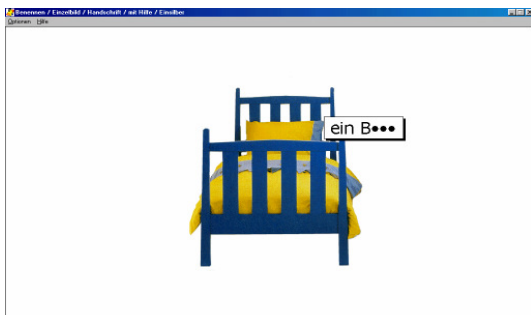 Benennen / Einzelbild / Handschrift / mit Hilfe / Einsilber
Optionen Hilfe
ein B●●●